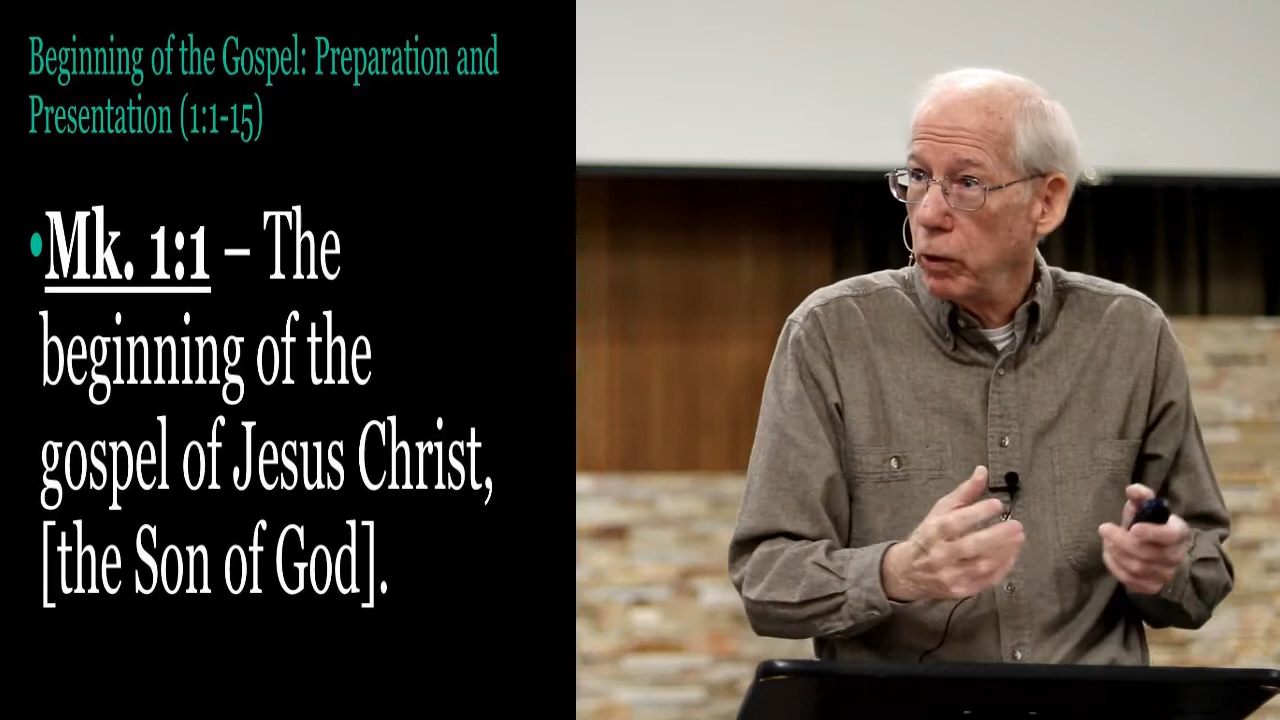 Beginning of the Gospel: Preparation and
Presentation (1:1-15)
•Mk. 1:1 – The
beginning of the
gospel of Jesus Christ,
[the Son of God].